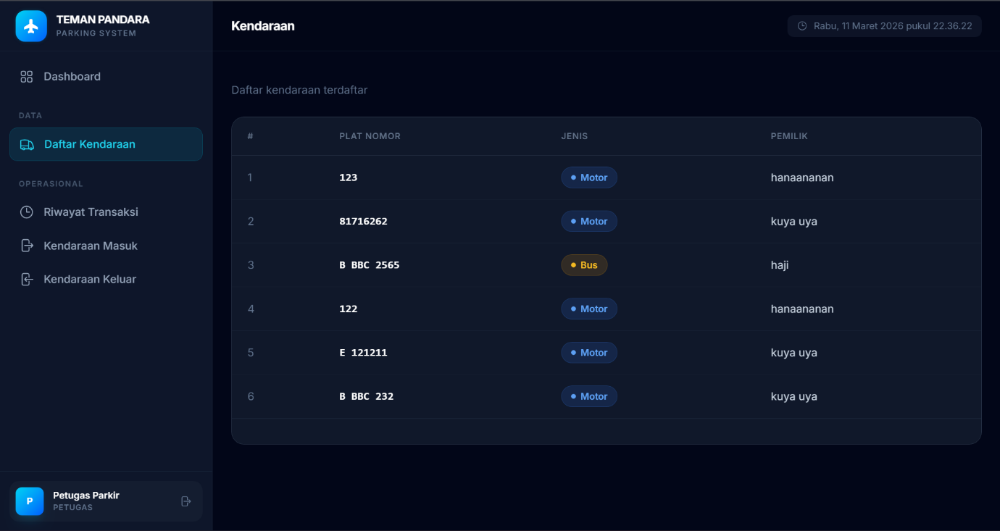 TEMAN PANDARA
PARKING SYSTEM
Dashboard
DATA
Daftar Kendaraan
OPERASIONAL
Riwayat Transaksi
Kendaraan Masuk
Kendaraan Keluar
P
Petugas Parkir
PETUGAS
Kendaraan
Rabu, 11 Maret 2026 pukul 22.36.22
Daftar kendaraan terdaftar
# PLAT NOMOR JENIS PEMILIK
1 123 Motor hanaananan
2 81716262 Motor kuya uya
3 B BBC 2565 Bus haji
4 122 Motor hanaananan
5 E 121211 Motor kuya uya
6 B BBC 232 Motor kuya uya